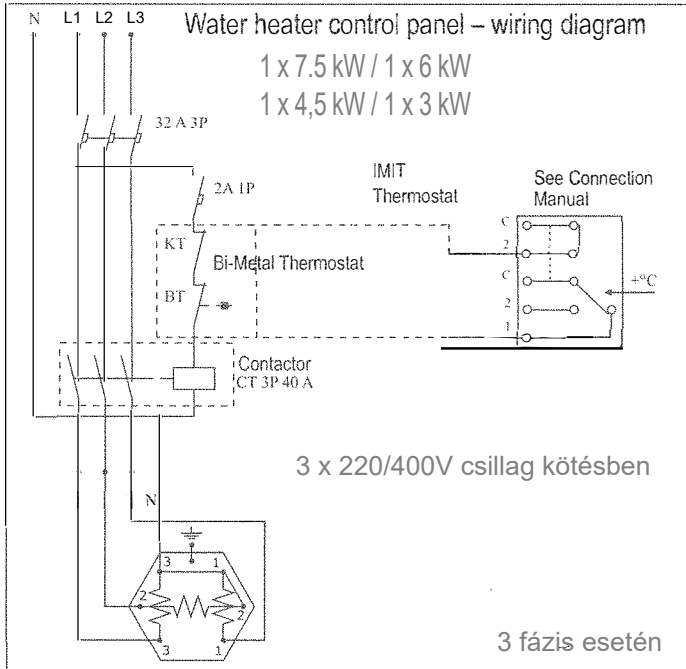 N L1 L2 L3
Water heater control panel – wiring diagram
1 x 7.5 kW / 1 x 6 kW
1 x 4,5 kW / 1 x 3 kW
32 A 3P
2A 1P
IMIT
Thermostat
See Connection
Manual
KT
Bi-Metal Thermostat
BT
C
2
C
2
1
+°C
Contactor
CT 3P 40 A
3 x 220/400V csillag kötésben
N
3 1
2 2
3 1
3 fázis esetén